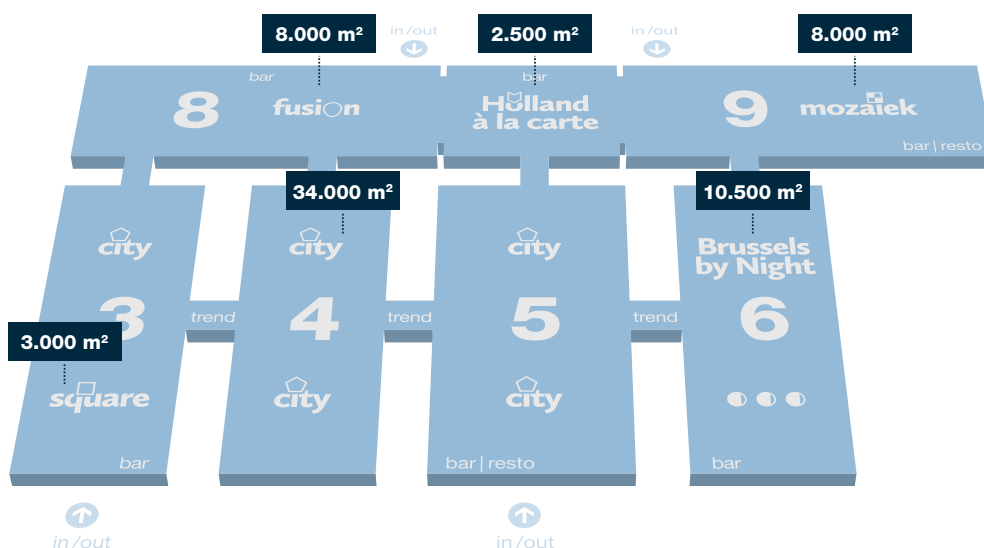 8.000 m²
in/out
2.500 m²
in/out
8.000 m²
bar
bar
8
fusion
Holland
à la carte
9
mozaïek
bar|resto
34.000 m²
10.500 m²
city
city
city
Brussels
by Night
3
trend
4
trend
5
trend
6
3.000 m²
square
city
city
bar
bar|resto
bar
in/out
in/out